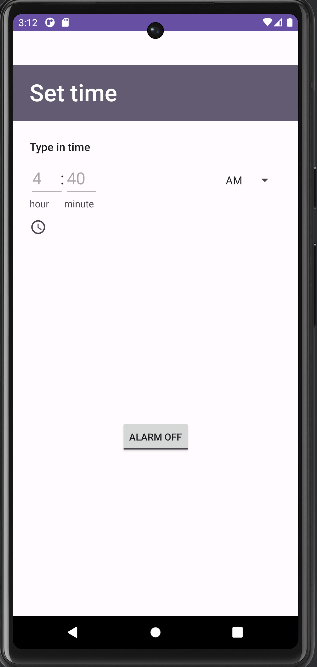 3:12
Set time
Type in time
4 : 40 AM
hour minute
ALARM OFF